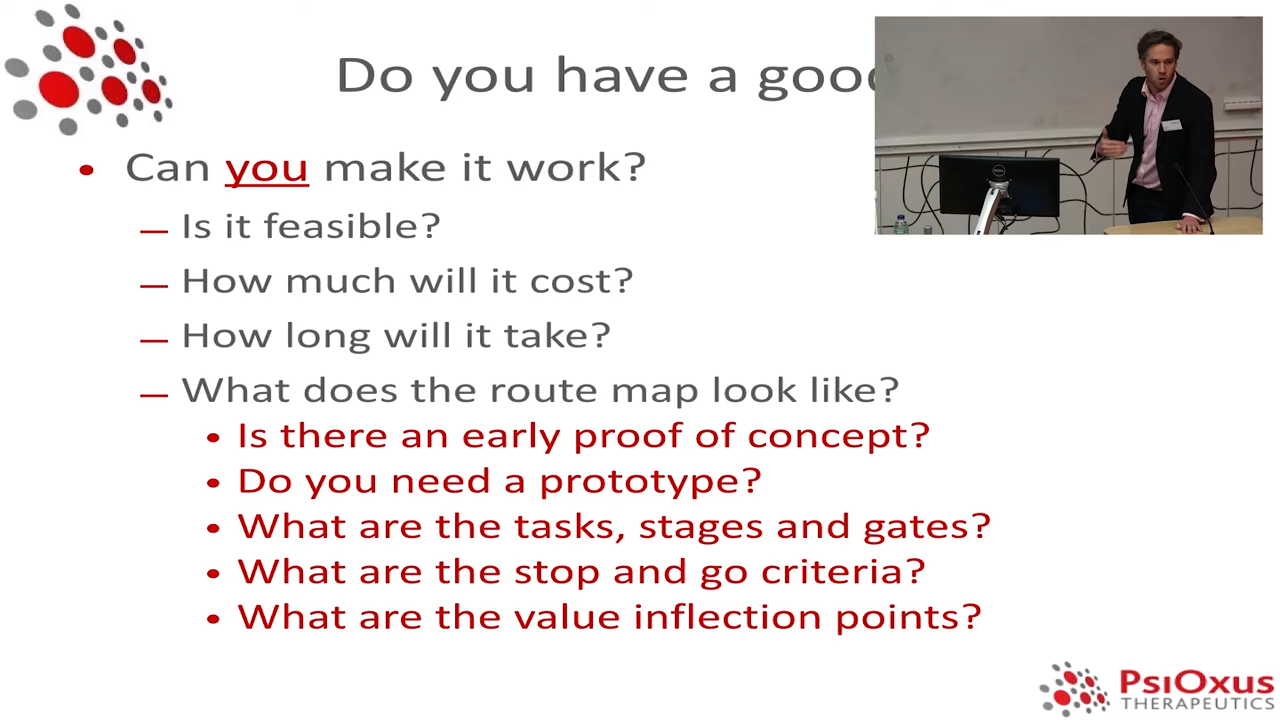 Do you have a good
• Can you make it work?
— Is it feasible?
— How much will it cost?
— How long will it take?
— What does the route map look like?
• Is there an early proof of concept?
• Do you need a prototype?
• What are the tasks, stages and gates?
• What are the stop and go criteria?
• What are the value inflection points?
DELL
PsiOxus
THERAPEUTICS